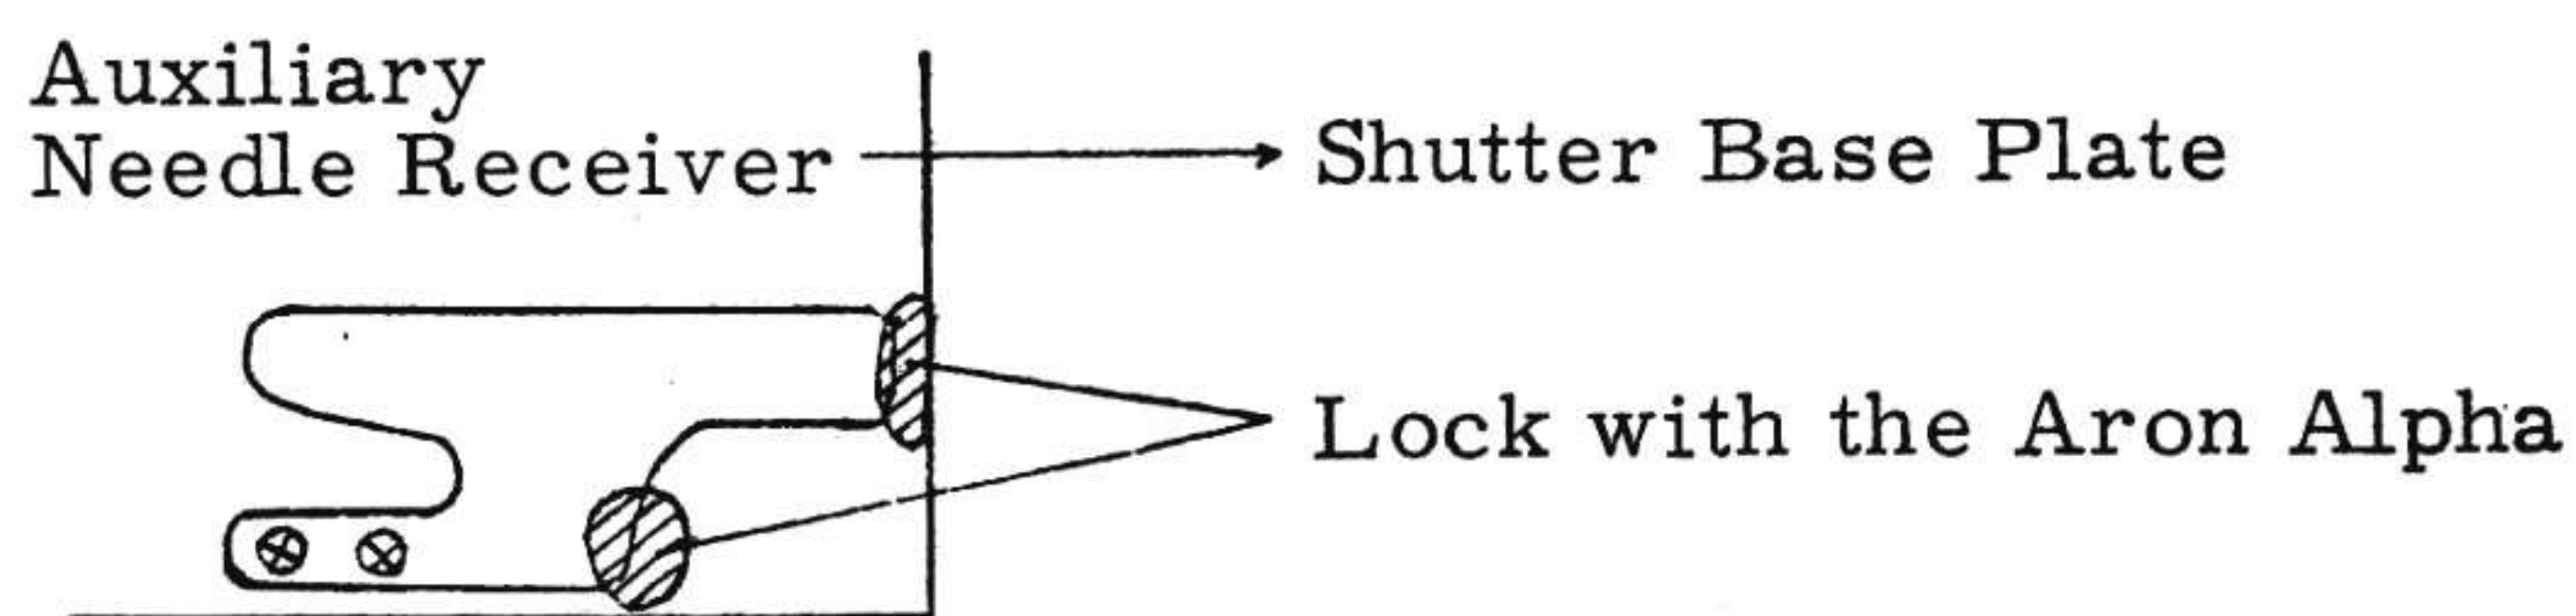 Auxiliary
Needle Receiver
Shutter Base Plate
Lock with the Aron Alpha